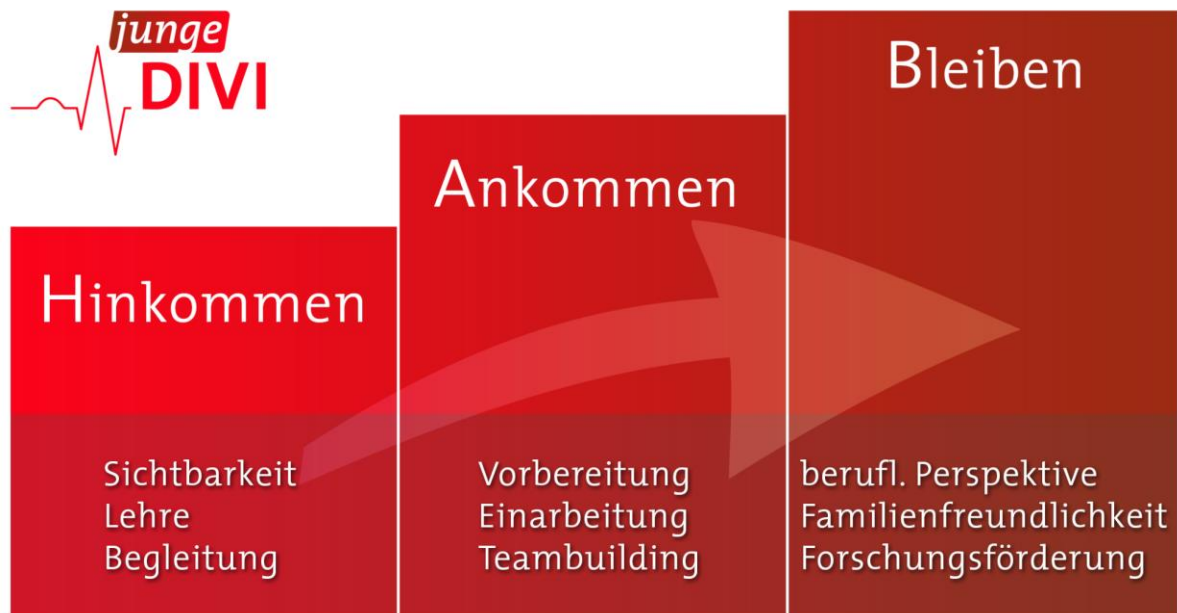 junge
DIVI
Hinkommen
Sichtbarkeit
Lehre
Begleitung
Ankommen
Vorbereitung
Einarbeitung
Teambuilding
Bleiben
berufl. Perspektive
Familienfreundlichkeit
Forschungsförderung